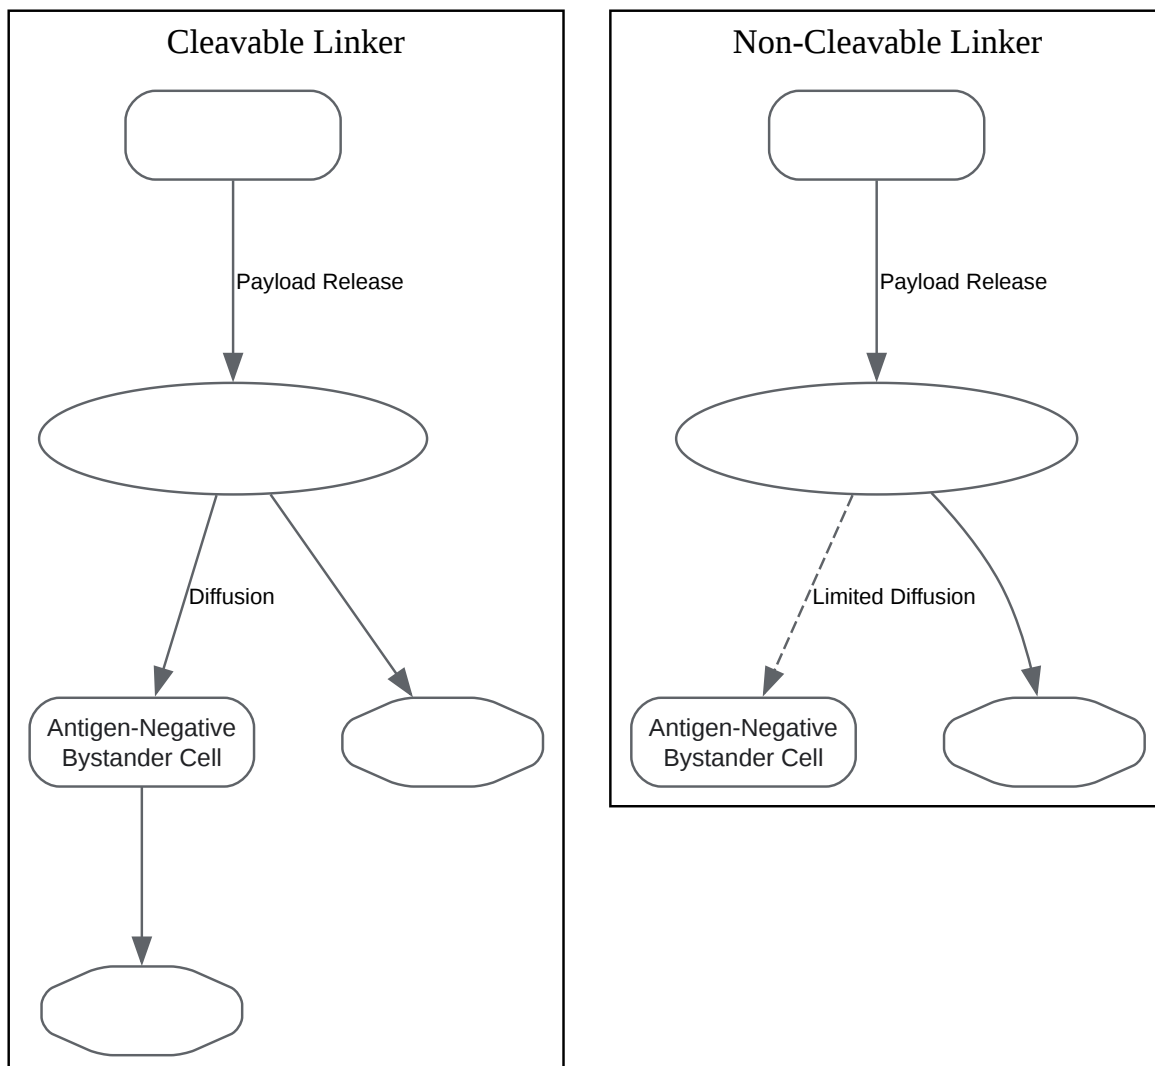 Cleavable Linker
Payload Release
Diffusion
Antigen-Negative
Bystander Cell
Non-Cleavable Linker
Payload Release
Limited Diffusion
Antigen-Negative
Bystander Cell